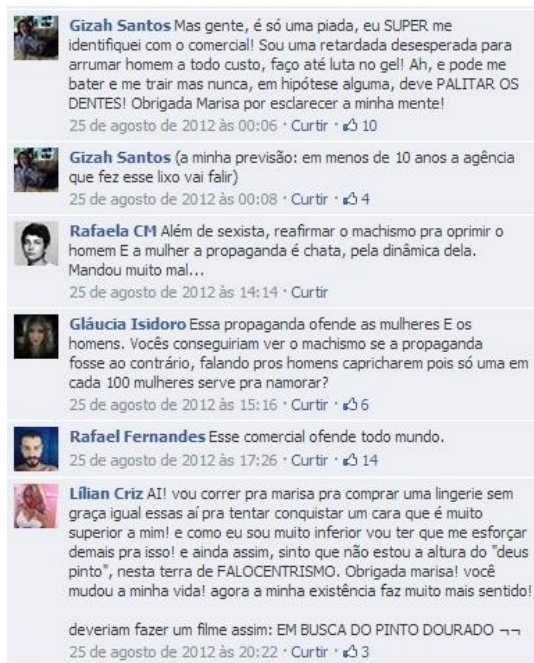 Gizah Santos Mas gente, é só uma piada, eu SUPER me
identifiquei com o comercial! Sou uma retardada desesperada para
arrumar homem a todo custo, faço até luta no gel! Ah, e pode me
bater e me trair mas nunca, em hipótese alguma, deve PALITAR OS
DENTES! Obrigada Marisa por esclarecer a minha mente!
25 de agosto de 2012 às 00:06 · Curtir · 10
Gizah Santos (a minha previsão: em menos de 10 anos a agência
que fez esse lixo vai falir)
25 de agosto de 2012 às 00:08 · Curtir · 4
Rafaela CM Além de sexista, reafirmar o machismo pra oprimir o
homem E a mulher a propaganda é chata, pela dinâmica dela.
Mandou muito mal...
25 de agosto de 2012 às 14:14 · Curtir
Gláucia Isidoro Essa propaganda ofende as mulheres E os
homens. Vocês conseguiriam ver o machismo se a propaganda
fosse ao contrário, falando pros homens capricharem pois só uma em
cada 100 mulheres serve pra namorar?
25 de agosto de 2012 às 15:16 · Curtir · 6
Rafael Fernandes Esse comercial ofende todo mundo.
25 de agosto de 2012 às 17:26 · Curtir · 14
Lílian Criz AI! vou correr pra marisa pra comprar uma lingerie sem
graça igual essas aí pra tentar conquistar um cara que é muito
superior a mim! e como eu sou muito inferior vou ter que me esforçar
demais pra isso! e ainda assim, sinto que não estou a altura do "deus
pinto", nesta terra de FALOCENTRISMO. Obrigada marisa! você
mudou a minha vida! agora a minha existência faz muito mais sentido!
deveriam fazer um filme assim: EM BUSCA DO PINTO DOURADO ¬¬
25 de agosto de 2012 às 20:22 · Curtir · 3